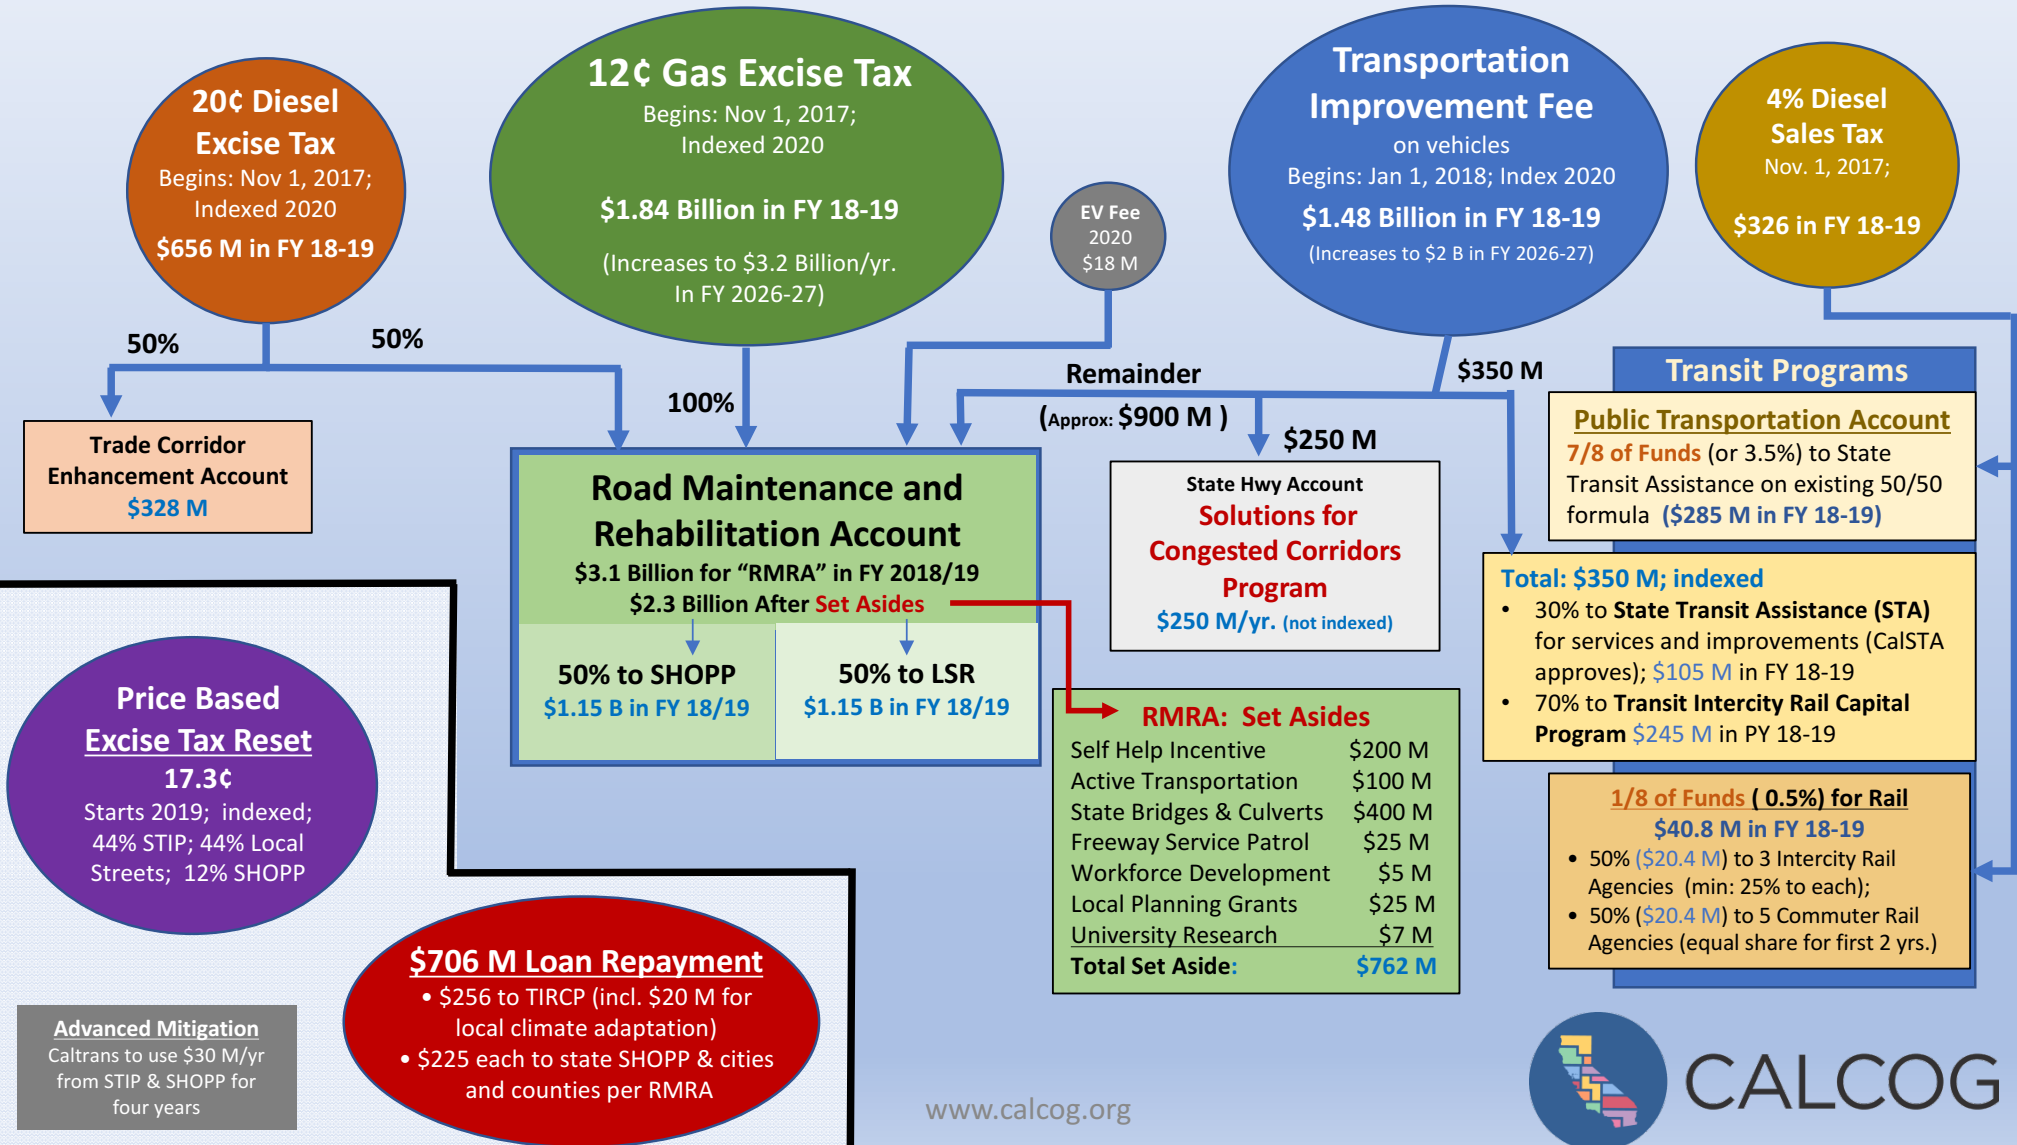 20¢ Diesel
Excise Tax
Begins: Nov 1, 2017;
Indexed 2020
$656 M in FY 18-19
12¢ Gas Excise Tax
Begins: Nov 1, 2017;
Indexed 2020
$1.84 Billion in FY 18-19
(Increases to $3.2 Billion/yr.
In FY 2026-27)
EV Fee
2020
$18 M
Transportation
Improvement Fee
on vehicles
Begins: Jan 1, 2018; Index 2020
$1.48 Billion in FY 18-19
(Increases to $2 B in FY 2026-27)
4% Diesel
Sales Tax
Nov. 1, 2017;
$326 in FY 18-19
50%
50%
100%
Remainder
(Approx: $900 M )
$250 M
$350 M
Trade Corridor
Enhancement Account
$328 M
Road Maintenance and
Rehabilitation Account
$3.1 Billion for “RMRA” in FY 2018/19
$2.3 Billion After Set Asides
50% to SHOPP
$1.15 B in FY 18/19
50% to LSR
$1.15 B in FY 18/19
State Hwy Account
Solutions for
Congested Corridors
Program
$250 M/yr. (not indexed)
RMRA: Set Asides
Self Help Incentive $200 M
Active Transportation $100 M
State Bridges & Culverts $400 M
Freeway Service Patrol $25 M
Workforce Development $5 M
Local Planning Grants $25 M
University Research $7 M
Total Set Aside: $762 M
Transit Programs
Public Transportation Account
7/8 of Funds (or 3.5%) to State
Transit Assistance on existing 50/50
formula ($285 M in FY 18-19)
Total: $350 M; indexed
• 30% to State Transit Assistance (STA)
for services and improvements (CalSTA
approves); $105 M in FY 18-19
• 70% to Transit Intercity Rail Capital
Program $245 M in PY 18-19
1/8 of Funds ( 0.5%) for Rail
$40.8 M in FY 18-19
• 50% ($20.4 M) to 3 Intercity Rail
Agencies (min: 25% to each);
• 50% ($20.4 M) to 5 Commuter Rail
Agencies (equal share for first 2 yrs.)
Price Based
Excise Tax Reset
17.3¢
Starts 2019; indexed;
44% STIP; 44% Local
Streets; 12% SHOPP
$706 M Loan Repayment
• $256 to TIRCP (incl. $20 M for
local climate adaptation)
• $225 each to state SHOPP & cities
and counties per RMRA
Advanced Mitigation
Caltrans to use $30 M/yr
from STIP & SHOPP for
four years
www.calcog.org
CALCOG